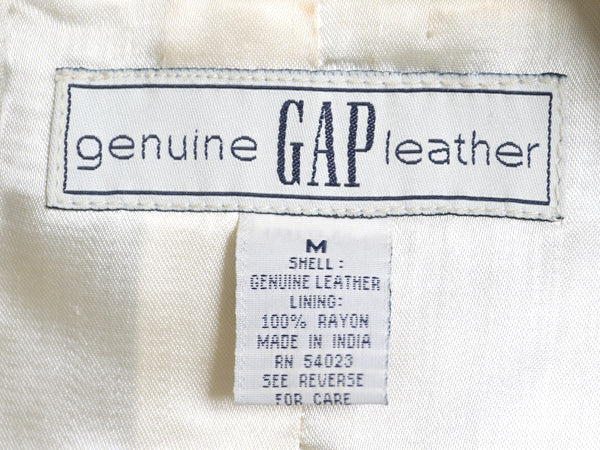 genuine GAP leather
M
SHELL:
GENUINE LEATHER
LINING:
100% RAYON
MADE IN INDIA
RN 54023
SEE REVERSE
FOR CARE